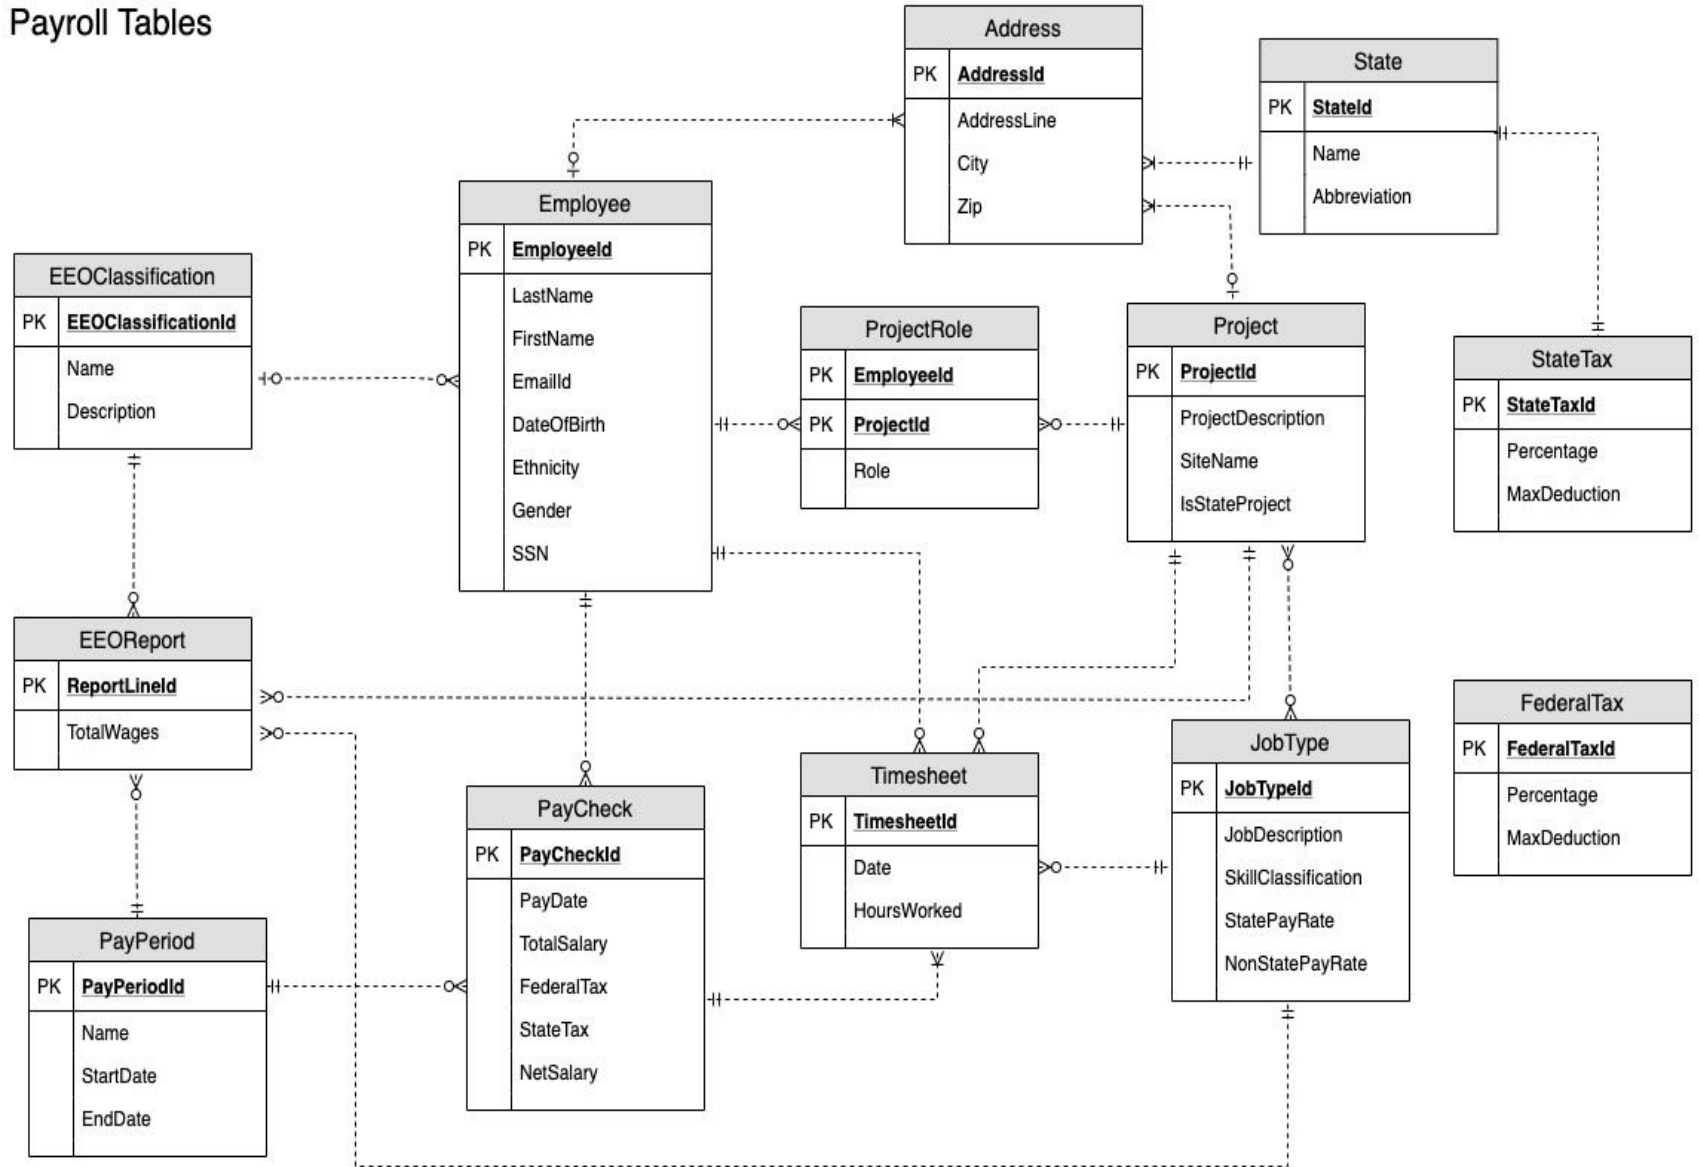 Payroll Tables
Address
PK AddressId
AddressLine
City
Zip
State
PK StateId
Name
Abbreviation
Employee
PK EmployeeId
LastName
FirstName
EmailId
DateOfBirth
Ethnicity
Gender
SSN
EEOClassification
PK EEOClassificationId
Name
Description
ProjectRole
PK EmployeeId
PK ProjectId
Role
Project
PK ProjectId
ProjectDescription
SiteName
IsStateProject
StateTax
PK StateTaxId
Percentage
MaxDeduction
EEOReport
PK ReportLineId
TotalWages
FederalTax
PK FederalTaxId
Percentage
MaxDeduction
JobType
PK JobTypeId
JobDescription
SkillClassification
StatePayRate
NonStatePayRate
Timesheet
PK TimesheetId
Date
HoursWorked
PayCheck
PK PayCheckId
PayDate
TotalSalary
FederalTax
StateTax
NetSalary
PayPeriod
PK PayPeriodId
Name
StartDate
EndDate